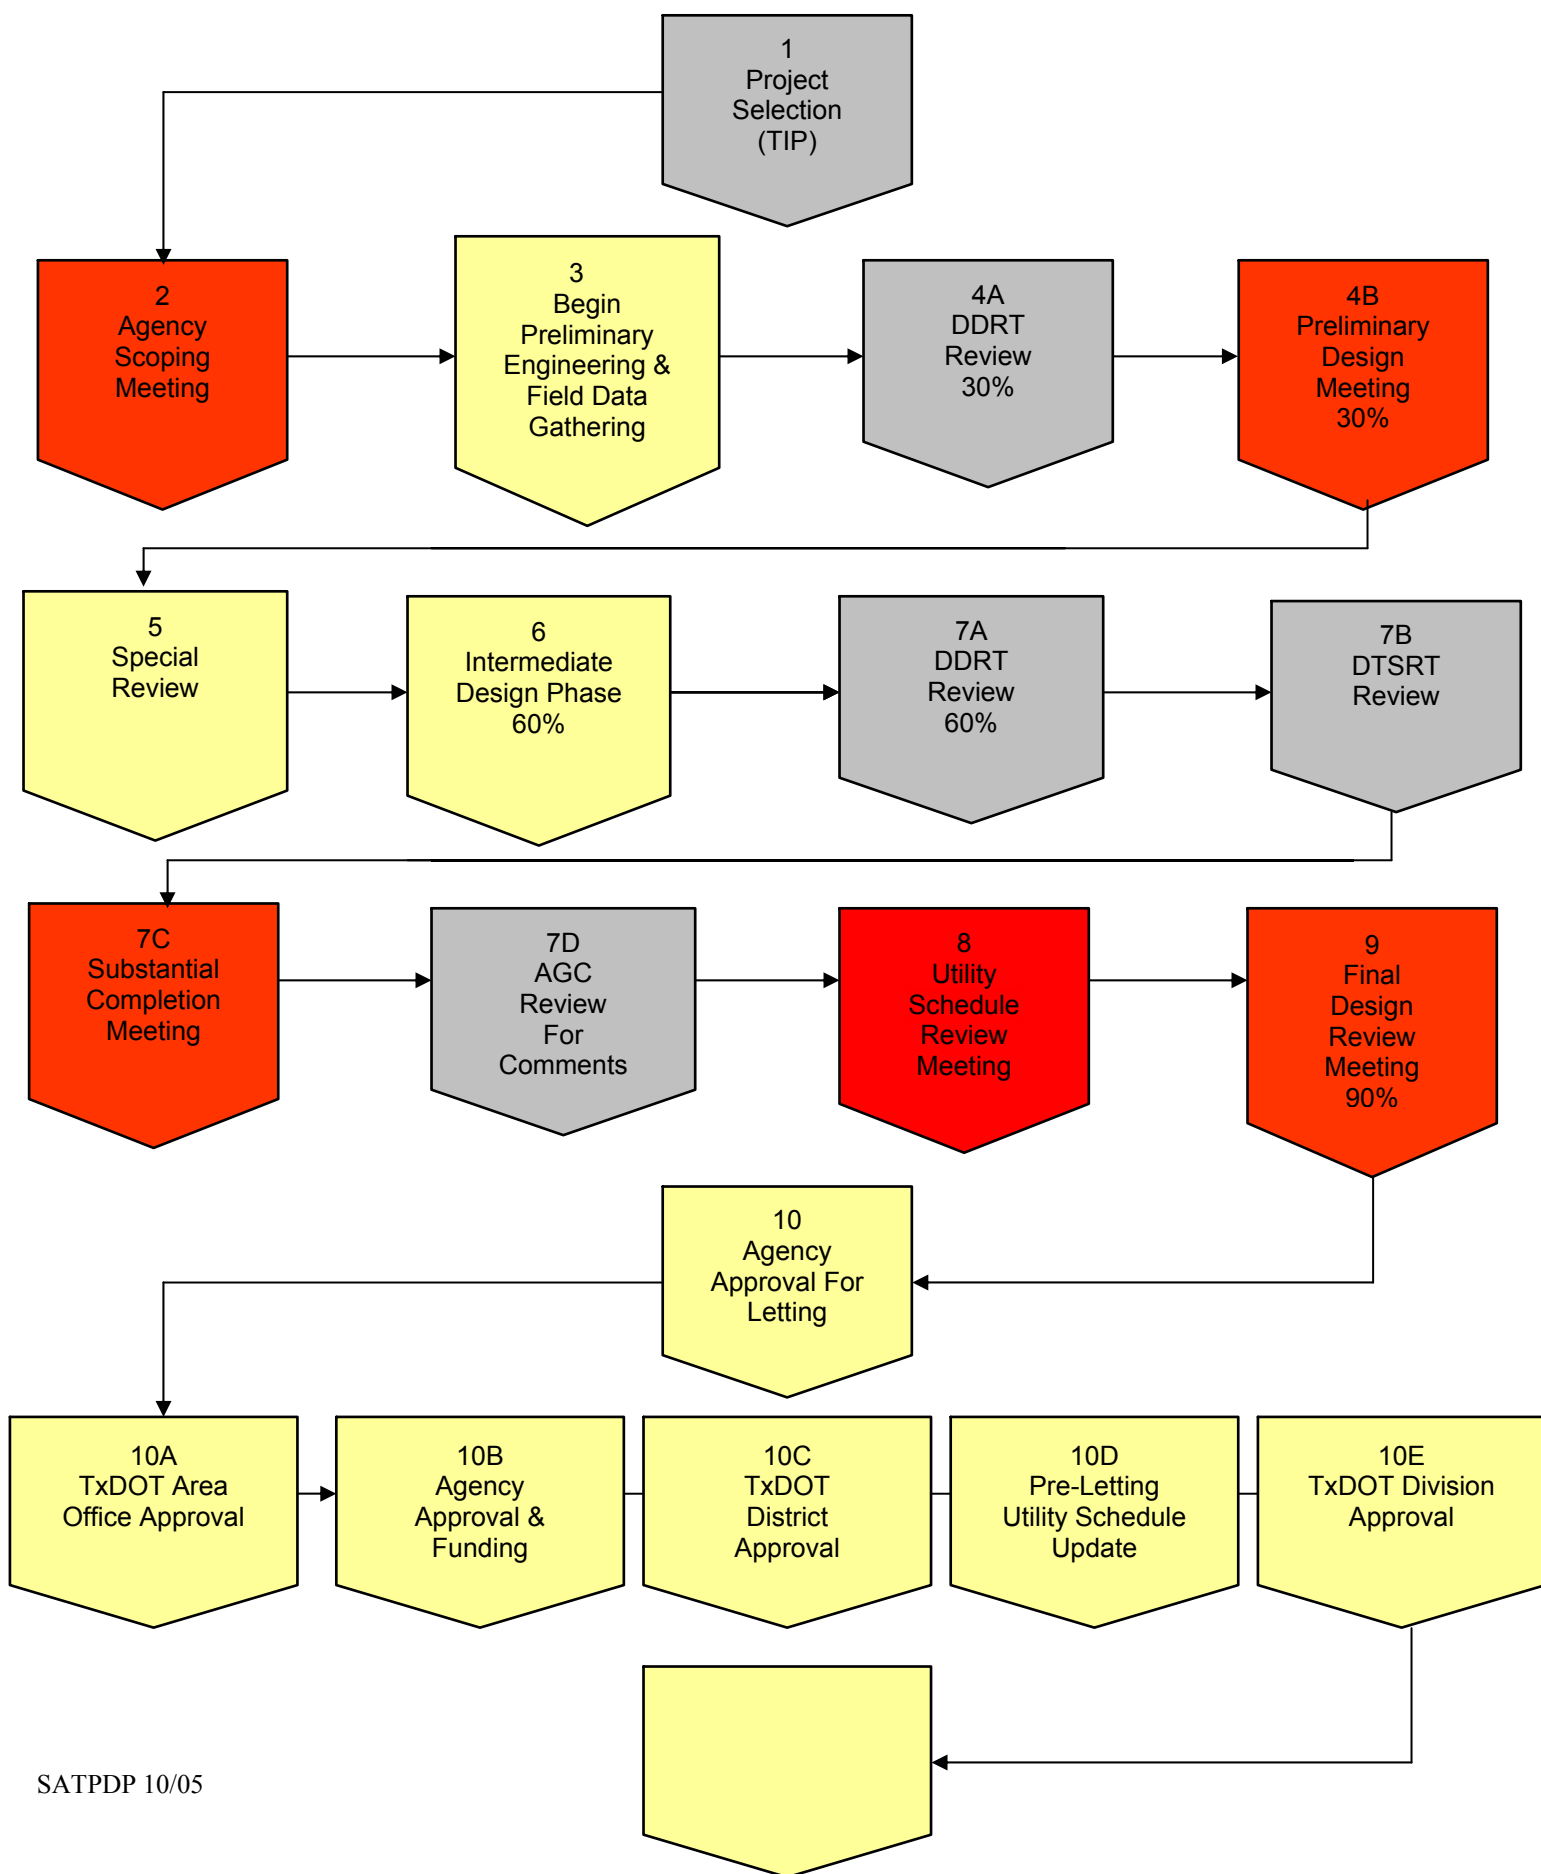 1
Project
Selection
(TIP)
2
Agency
Scoping
Meeting
3
Begin
Preliminary
Engineering &
Field Data
Gathering
4A
DDRT
Review
30%
4B
Preliminary
Design
Meeting
30%
5
Special
Review
6
Intermediate
Design Phase
60%
7A
DDRT
Review
60%
7B
DTSRT
Review
7C
Substantial
Completion
Meeting
7D
AGC
Review
For
Comments
8
Utility
Schedule
Review
Meeting
9
Final
Design
Review
Meeting
90%
10
Agency
Approval For
Letting
10A
TxDOT Area
Office Approval
10B
Agency
Approval &
Funding
10C
TxDOT
District
Approval
10D
Pre-Letting
Utility Schedule
Update
10E
TxDOT Division
Approval
SATPDP 10/05